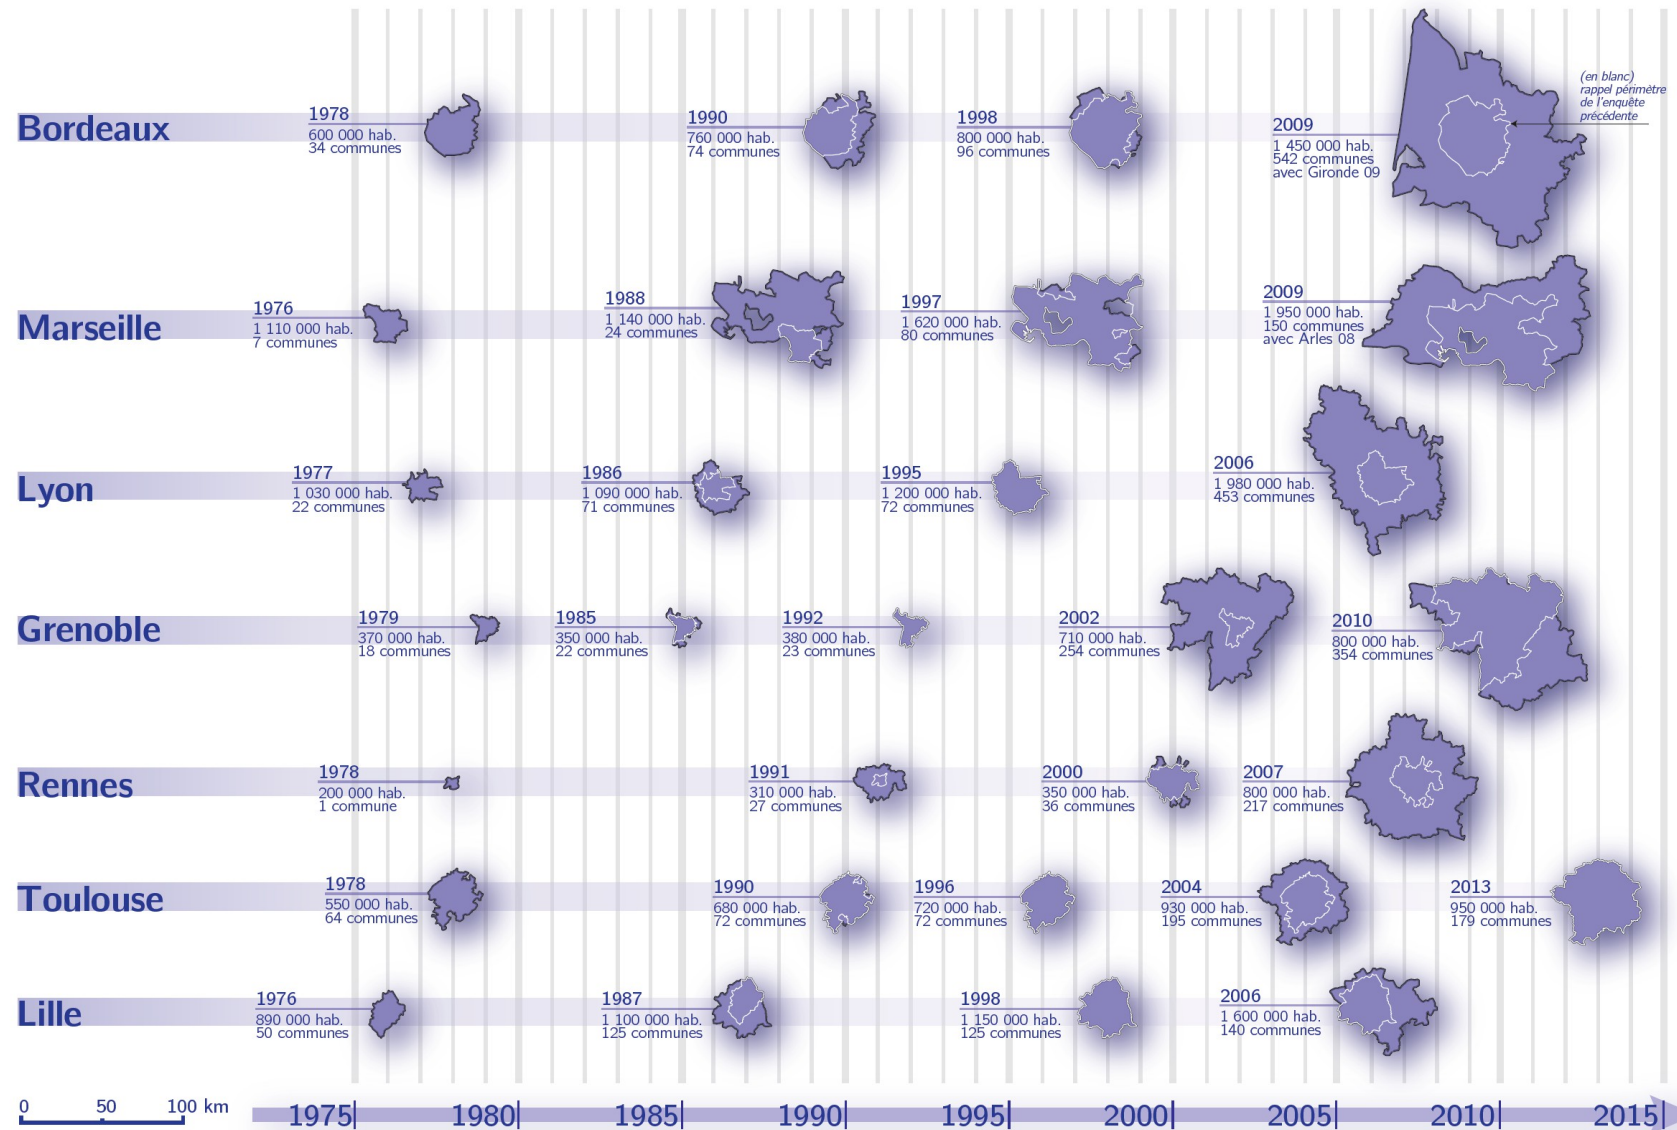 (en blanc)
rappel périmètre
de l'enquête
précédente
Bordeaux
1978
600 000 hab.
34 communes
1990
760 000 hab.
74 communes
1998
800 000 hab.
96 communes
2009
1 450 000 hab.
542 communes
avec Gironde 09
Marseille
1976
1 110 000 hab.
7 communes
1988
1 140 000 hab.
24 communes
1997
1 620 000 hab.
80 communes
2009
1 950 000 hab.
150 communes
avec Arles 08
Lyon
1977
1 030 000 hab.
22 communes
1986
1 090 000 hab.
71 communes
1995
1 200 000 hab.
72 communes
2006
1 980 000 hab.
453 communes
Grenoble
1979
370 000 hab.
18 communes
1985
350 000 hab.
22 communes
1992
380 000 hab.
23 communes
2002
710 000 hab.
254 communes
2010
800 000 hab.
354 communes
Rennes
1978
200 000 hab.
1 commune
1991
310 000 hab.
27 communes
2000
350 000 hab.
36 communes
2007
800 000 hab.
217 communes
Toulouse
1978
550 000 hab.
64 communes
1990
680 000 hab.
72 communes
1996
720 000 hab.
72 communes
2004
930 000 hab.
195 communes
2013
950 000 hab.
179 communes
Lille
1976
890 000 hab.
50 communes
1987
1 100 000 hab.
125 communes
1998
1 150 000 hab.
125 communes
2006
1 600 000 hab.
140 communes
0 50 100 km
1975 1980 1985 1990 1995 2000 2005 2010 2015